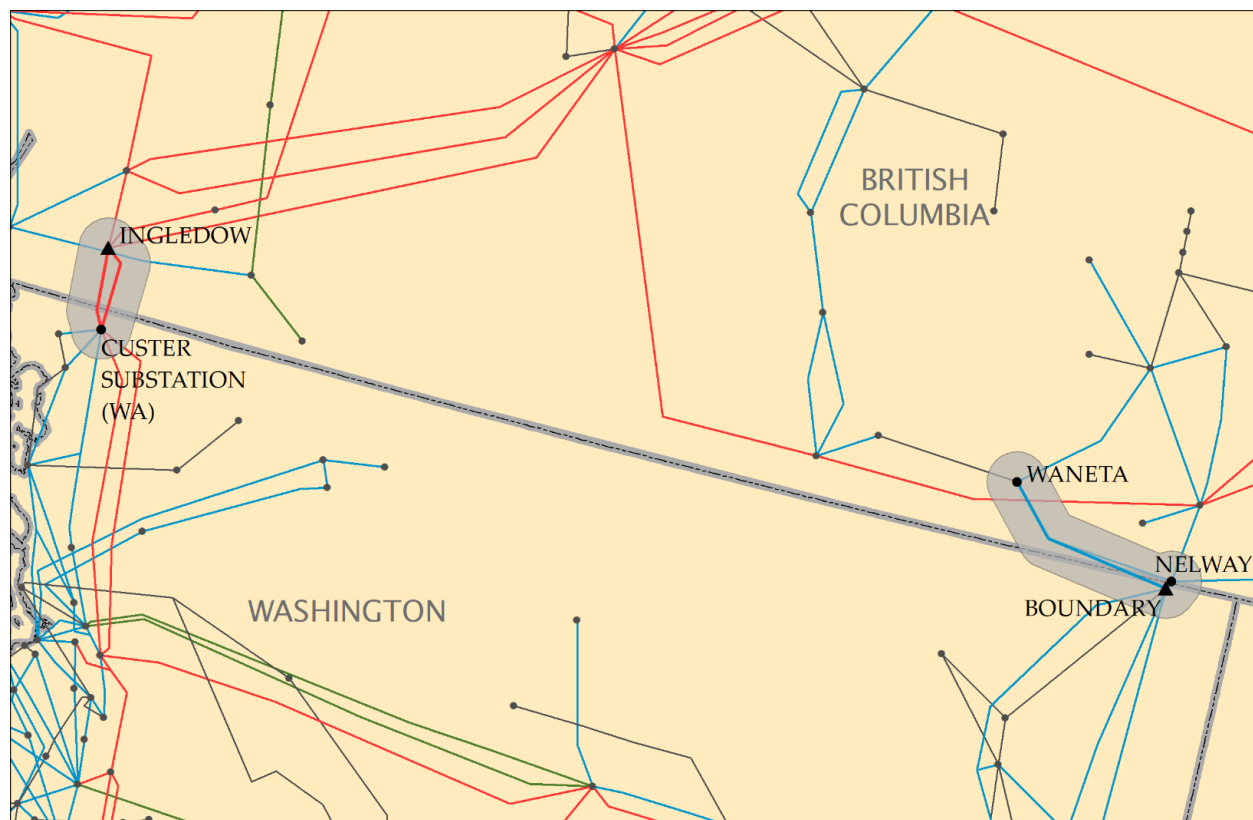 BRITISH
COLUMBIA
INGLEDOW
CUSTER
SUBSTATION
(WA)
WANETA
NELWAY
BOUNDARY
WASHINGTON